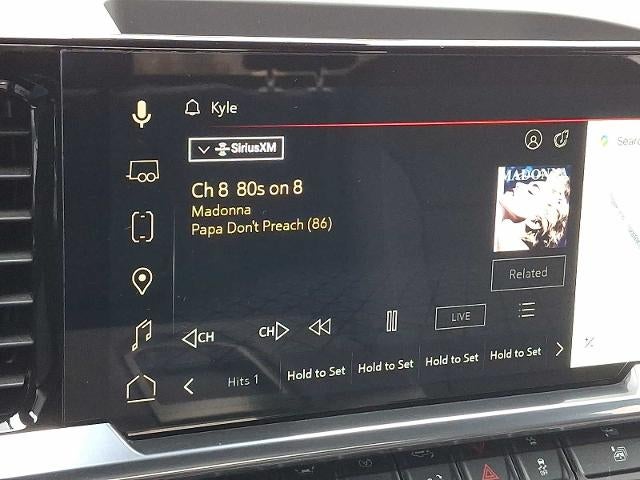 Kyle
SiriusXM
Ch 8 80s on 8
Madonna
Papa Don't Preach (86)
MADONNA
Related
CH
CH
LIVE
Hits 1
Hold to Set
Hold to Set
Hold to Set
Hold to Set